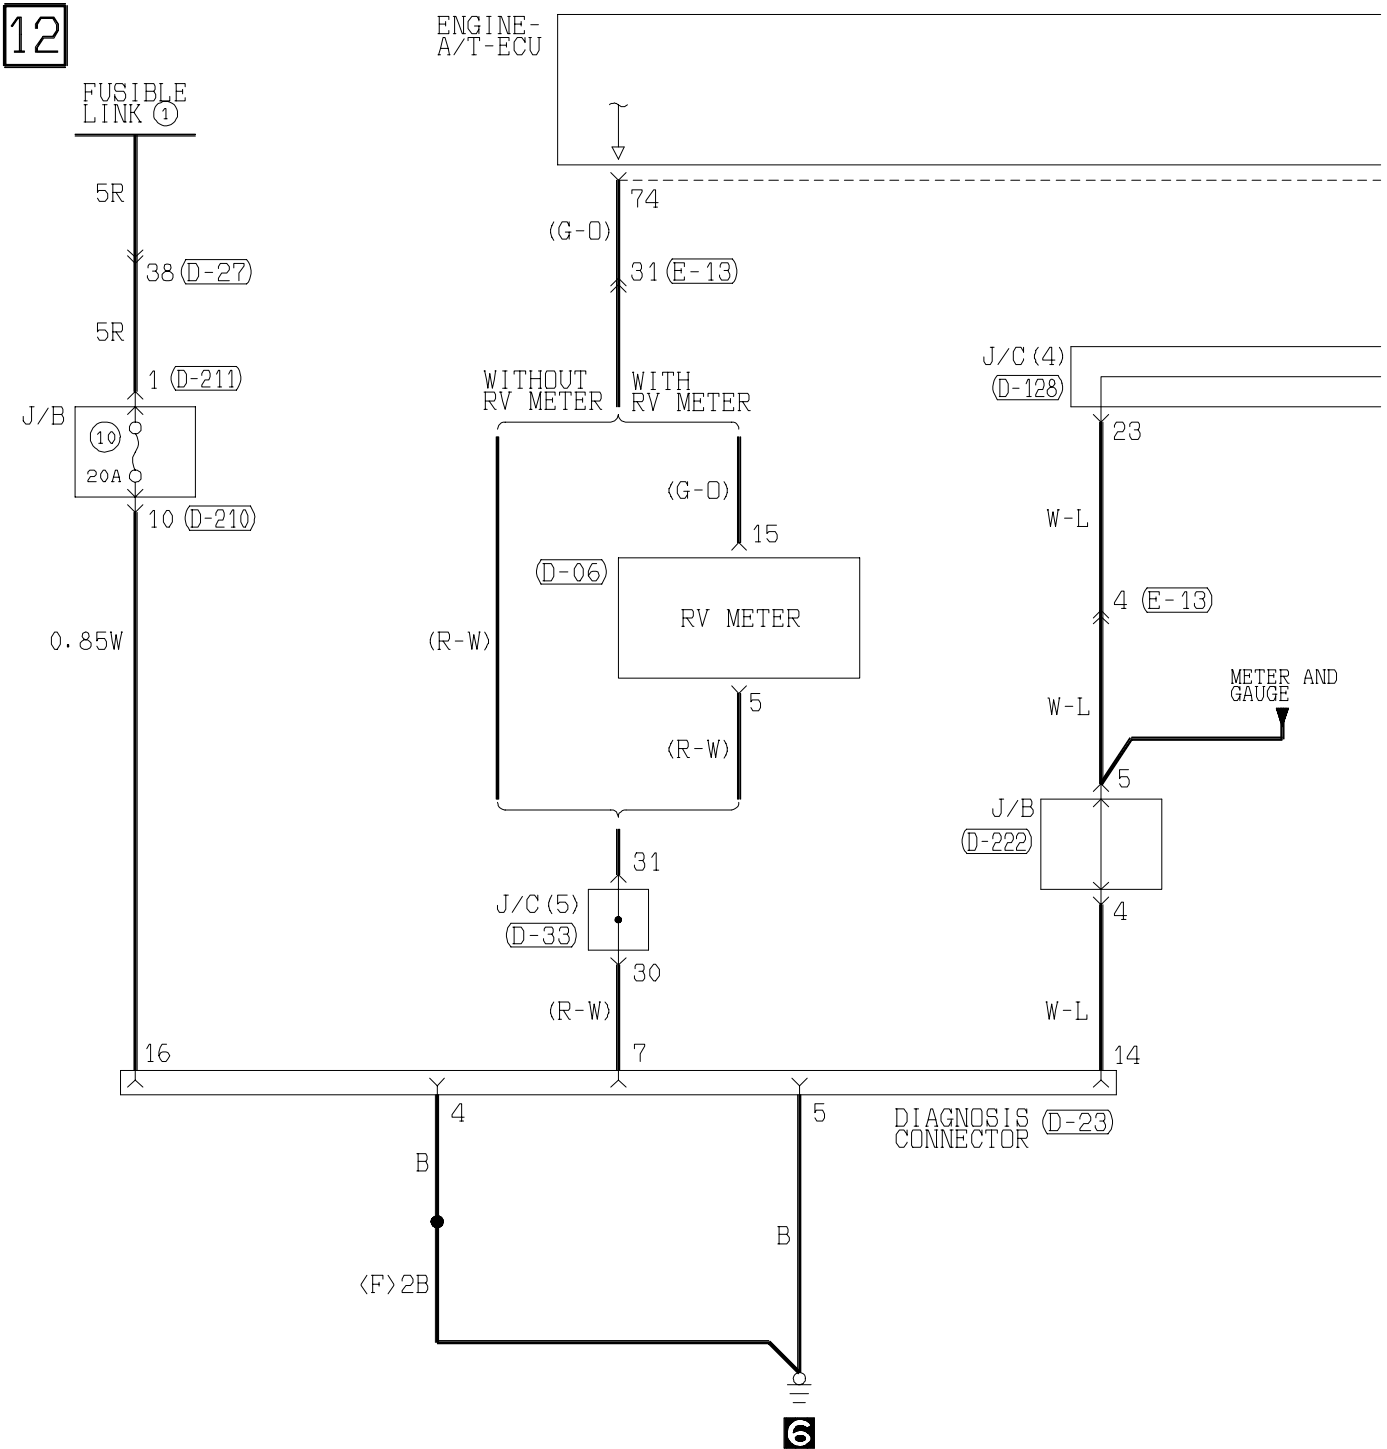 12
ENGINE-
A/T-ECU
FUSIBLE
LINK 1
5R
74
(G-O)
38 (D-27)
31 (E-13)
5R
1 (D-211)
J/C(4)
(D-128)
WITHOUT
RV METER
WITH
RV METER
J/B
10
20A
23
10 (D-210)
(G-O)
15
W-L
(D-06)
RV METER
4 (E-13)
0.85W
(R-W)
METER AND
GAUGE
5
W-L
(R-W)
5
J/B
(D-222)
31
J/C(5)
(D-33)
4
30
(R-W)
W-L
16
7
14
4
5
DIAGNOSIS
CONNECTOR
(D-23)
B
B
<F>2B
6